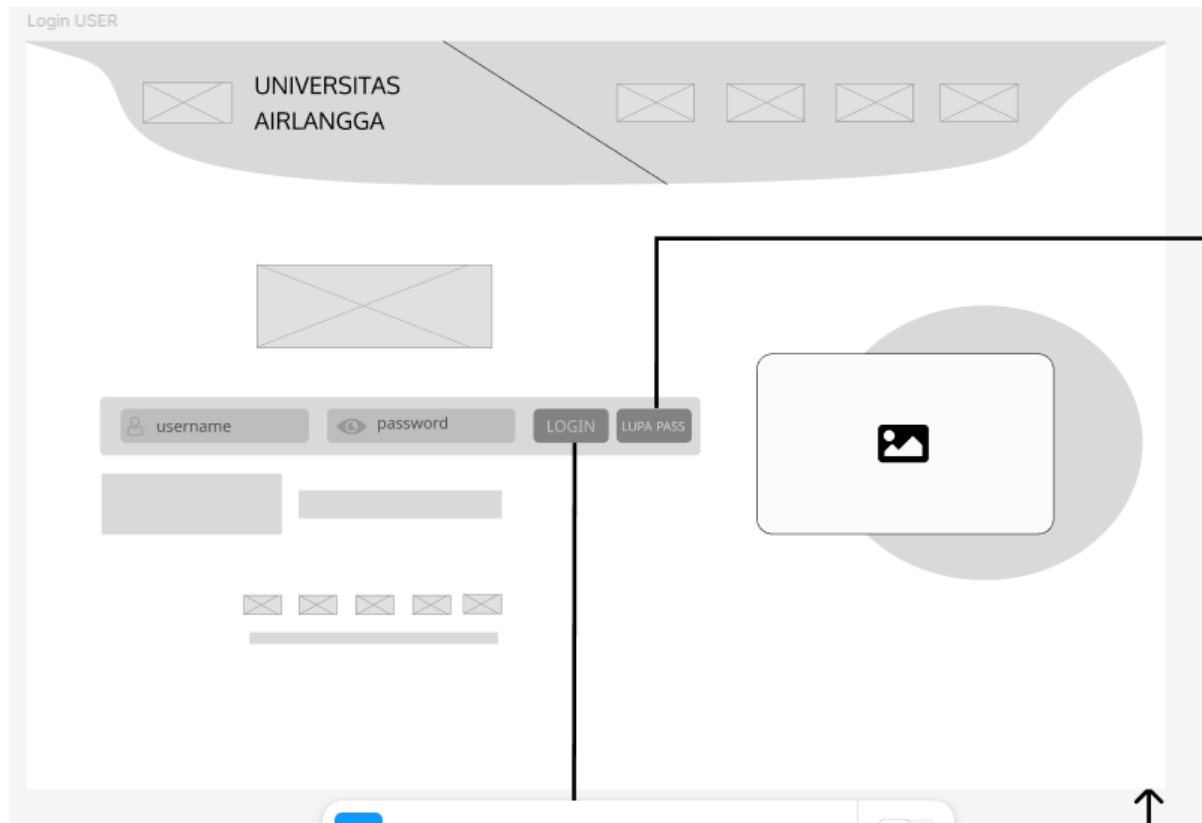 Login USER
UNIVERSITAS
AIRLANGGA
username
password
LOGIN
LUPA PASS